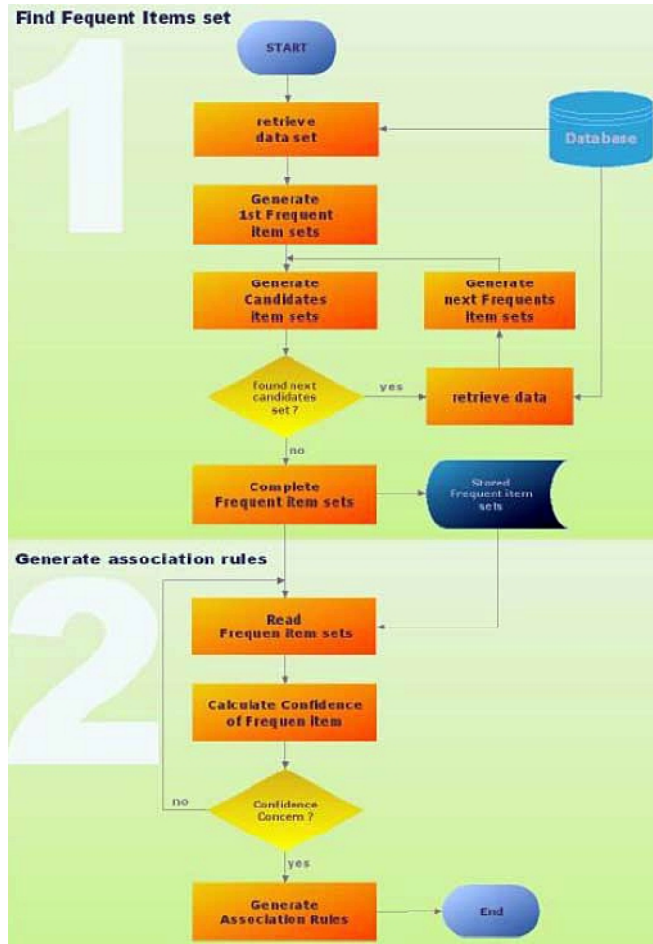 Find Fequent Items set
1
START
retrieve
data set
Database
Generate
1st Frequent
item sets
Generate
Candidates
item sets
Generate
next Frequents
item sets
found next
candidates
set ?
yes
retrieve data
no
Complete
Frequent item sets
Stored
Frequent item
sets
Generate association rules
2
Read
Frequen Item sets
Calculate Confidence
of Frequen item
no
Confidence
Concern ?
yes
Generate
Association Rules
End